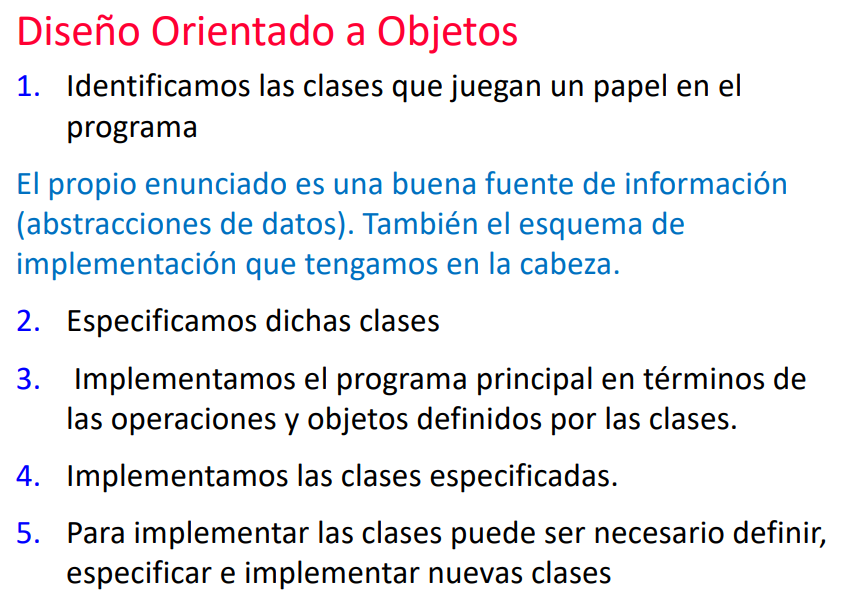 Diseño Orientado a Objetos
1. Identificamos las clases que juegan un papel en el
programa
El propio enunciado es una buena fuente de información
(abstracciones de datos). También el esquema de
implementación que tengamos en la cabeza.
2. Especificamos dichas clases
3. Implementamos el programa principal en términos de
las operaciones y objetos definidos por las clases.
4. Implementamos las clases especificadas.
5. Para implementar las clases puede ser necesario definir,
especificar e implementar nuevas clases